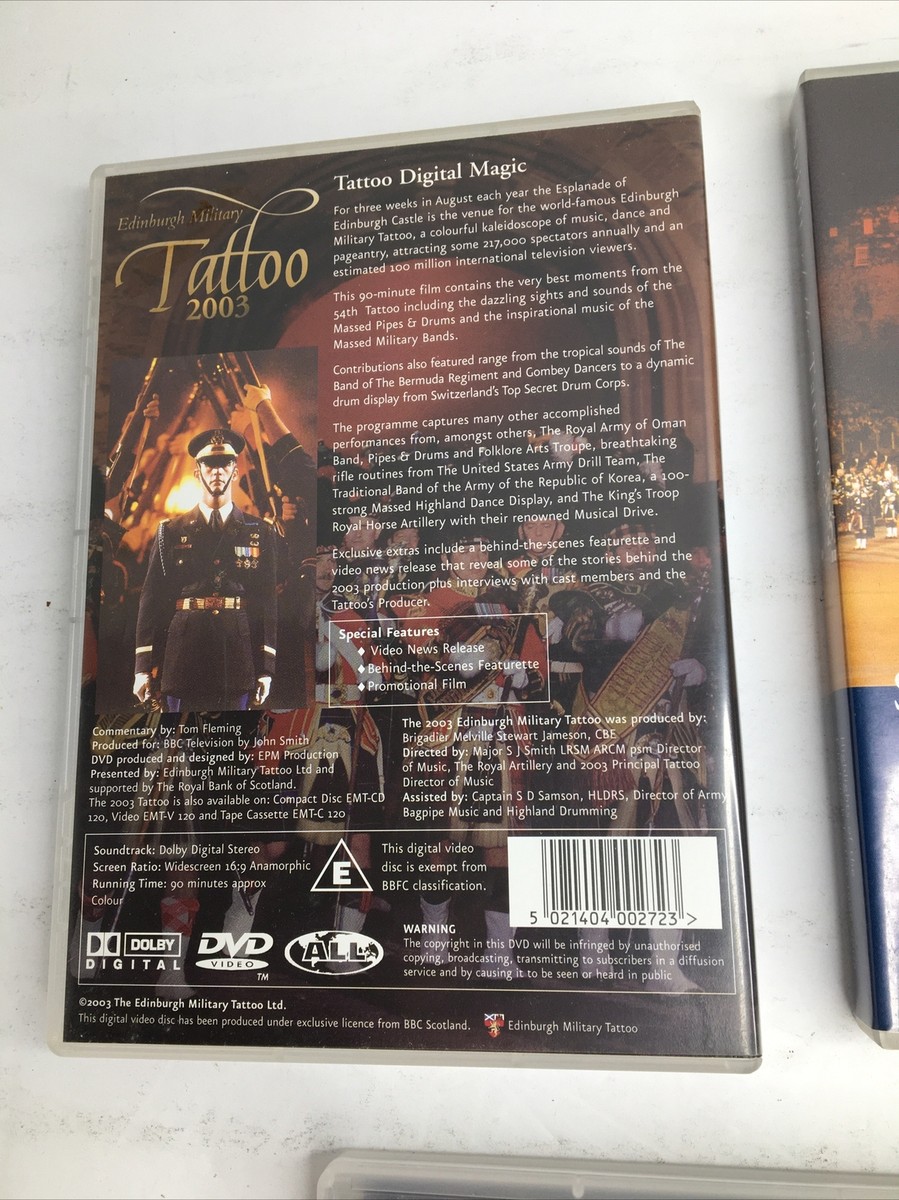 Edinburgh Military
Tattoo
2003
Tattoo Digital Magic
For three weeks in August each year the Esplanade of
Edinburgh Castle is the venue for the world-famous Edinburgh
Military Tattoo, a colourful kaleidoscope of music, dance and
pageantry, attracting some 217,000 spectators annually and an
estimated 100 million international television viewers.
This 90-minute film contains the very best moments from the
54th Tattoo including the dazzling sights and sounds of the
Massed Pipes & Drums and the inspirational music of the
Massed Military Bands.
Contributions also featured range from the tropical sounds of The
Band of The Bermuda Regiment and Gombey Dancers to a dynamic
drum display from Switzerland's Top Secret Drum Corps.
The programme captures many other accomplished
performances from, amongst others, The Royal Army of Oman
Band, Pipes & Drums and Folklore Arts Troupe, breathtaking
rifle routines from The United States Army Drill Team, The
Traditional Band of the Army of the Republic of Korea, a 100-
strong Massed Highland Dance Display, and The King's Troop
Royal Horse Artillery with their renowned Musical Drive.
Exclusive extras include a behind-the-scenes featurette and
video news release that reveal some of the stories behind the
2003 production plus interviews with cast members and the
Tattoo's Producer.
Special Features
♦ Video News Release
♦ Behind-the-Scenes Featurette
♦ Promotional Film
Commentary by: Tom Fleming
Produced for: BBC Television by John Smith
DVD produced and designed by: EPM Production
Presented by: Edinburgh Military Tattoo Ltd and
supported by The Royal Bank of Scotland.
The 2003 Tattoo is also available on: Compact Disc EMT-CD
120, Video EMT-V 120 and Tape Cassette EMT-C 120
The 2003 Edinburgh Military Tattoo was produced by:
Brigadier Melville Stewart Jameson, CBE
Directed by: Major S J Smith LRSM ARCM psm Director
of Music, The Royal Artillery and 2003 Principal Tattoo
Director of Music
Assisted by: Captain S D Samson, HLDRS, Director of Army
Bagpipe Music and Highland Drumming
Soundtrack: Dolby Digital Stereo
Screen Ratio: Widescreen 16:9 Anamorphic
Running Time: 90 minutes approx
Colour
E
This digital video
disc is exempt from
BBFC classification.
5 021404 002723 >
DOLBY
DIGITAL
DVD
VIDEO
TM
ALL
WARNING
The copyright in this DVD will be infringed by unauthorised
copying, broadcasting, transmitting to subscribers in a diffusion
service and by causing it to be seen or heard in public
©2003 The Edinburgh Military Tattoo Ltd.
This digital video disc has been produced under exclusive licence from BBC Scotland.
Edinburgh Military Tattoo